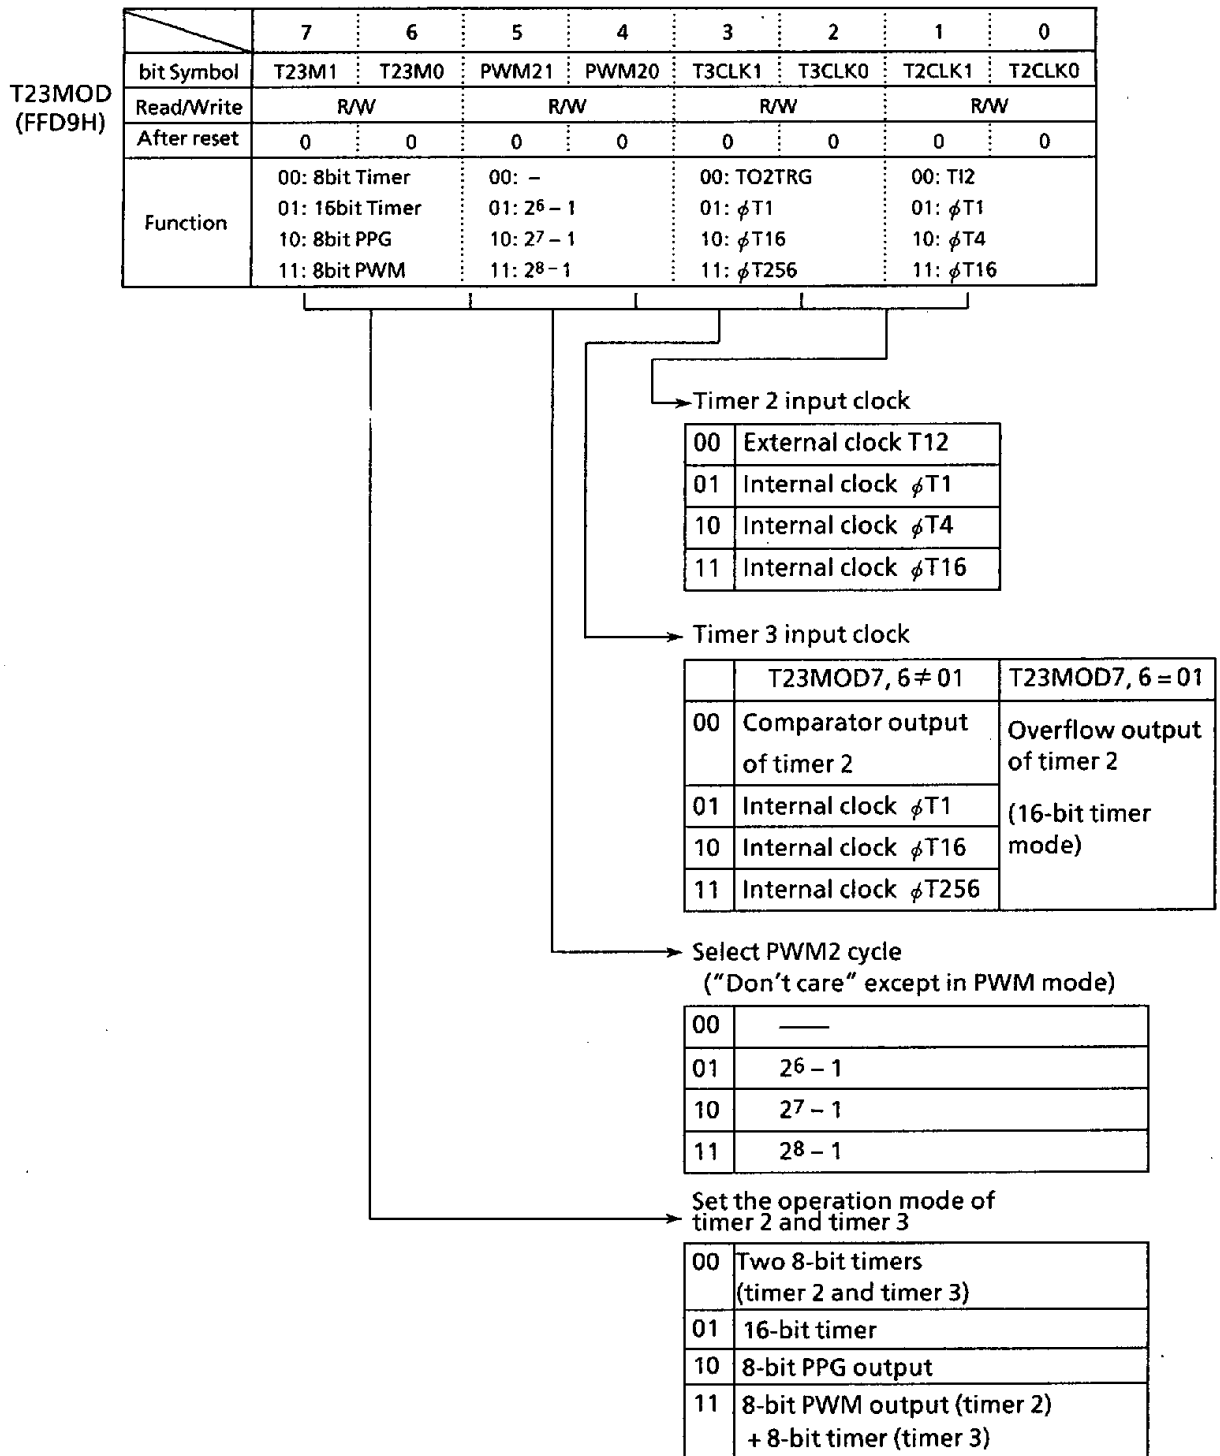 7 6 5 4 3 2 1 0
bit Symbol T23M1 T23M0 PWM21 PWM20 T3CLK1 T3CLK0 T2CLK1 T2CLK0
T23MOD
(FFD9H)
Read/Write R/W R/W R/W R/W
After reset 0 0 0 0 0 0 0 0
Function
00: 8bit Timer 00: – 00: TO2TRG 00: TI2
01: 16bit Timer 01: 2⁶ – 1 01: ϕT1 01: ϕT1
10: 8bit PPG 10: 2⁷ – 1 10: ϕT16 10: ϕT4
11: 8bit PWM 11: 2⁸ – 1 11: ϕT256 11: ϕT16
Timer 2 input clock
00 External clock T12
01 Internal clock ϕT1
10 Internal clock ϕT4
11 Internal clock ϕT16
Timer 3 input clock
T23MOD7, 6 ≠ 01 T23MOD7, 6 = 01
00 Comparator output
of timer 2
01 Internal clock ϕT1
10 Internal clock ϕT16
11 Internal clock ϕT256
Overflow output
of timer 2
(16-bit timer
mode)
Select PWM2 cycle
("Don't care" except in PWM mode)
00 —
01 2⁶ – 1
10 2⁷ – 1
11 2⁸ – 1
Set the operation mode of
timer 2 and timer 3
00 Two 8-bit timers
(timer 2 and timer 3)
01 16-bit timer
10 8-bit PPG output
11 8-bit PWM output (timer 2)
+ 8-bit timer (timer 3)